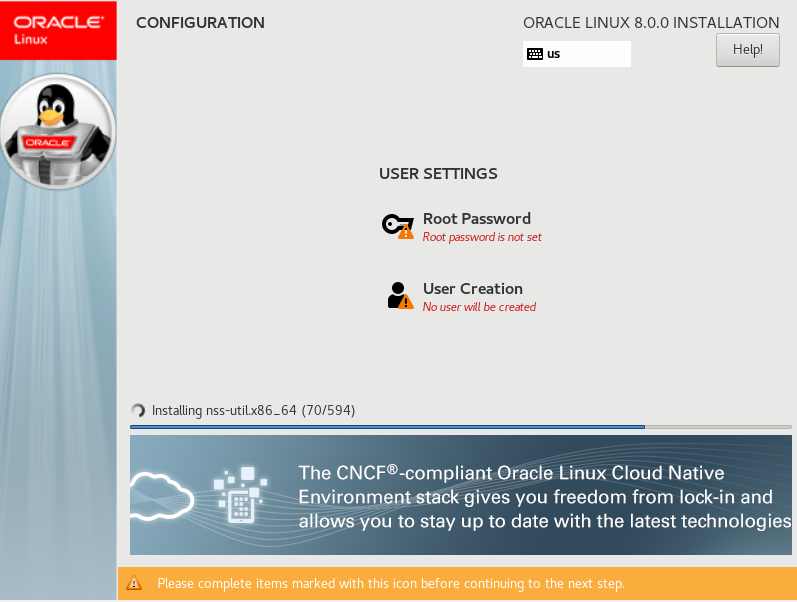 ORACLE
Linux
CONFIGURATION
ORACLE LINUX 8.0.0 INSTALLATION
us
Help!
ORACLE
USER SETTINGS
Root Password
Root password is not set
User Creation
No user will be created
Installing nss-util.x86_64 (70/594)
The CNCF®-compliant Oracle Linux Cloud Native
Environment stack gives you freedom from lock-in and
allows you to stay up to date with the latest technologies
Please complete items marked with this icon before continuing to the next step.